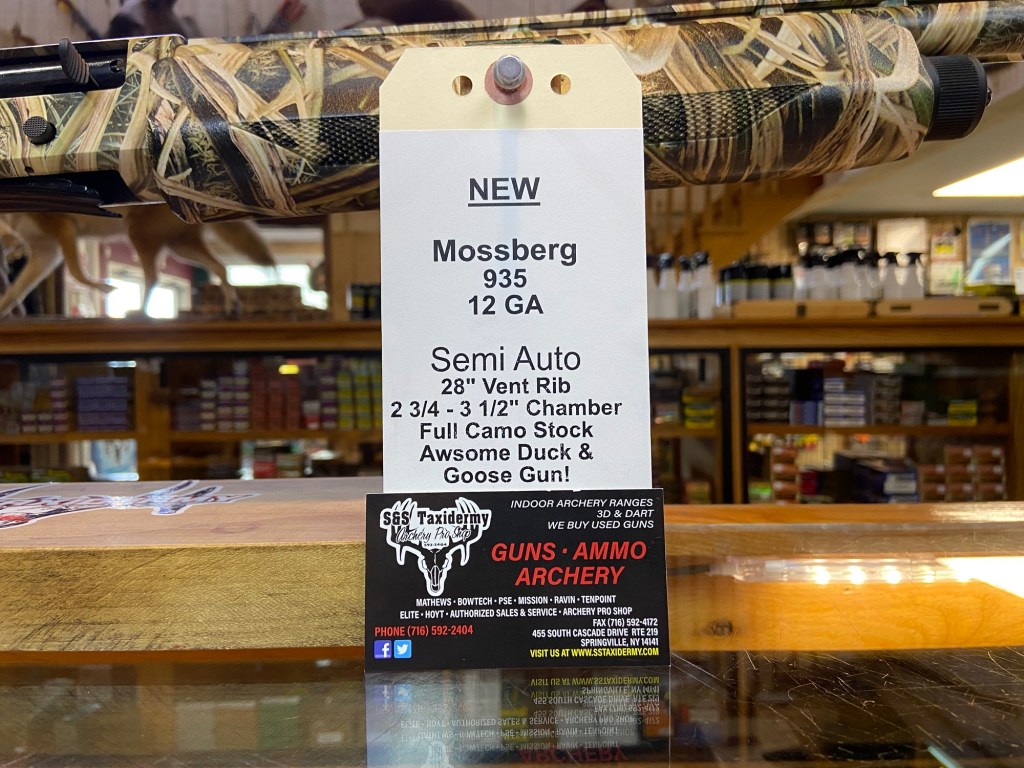 NEW
Mossberg
935
12 GA
Semi Auto
28" Vent Rib
2 3/4 - 3 1/2" Chamber
Full Camo Stock
Awsome Duck &
Goose Gun!
S&S Taxidermy
Archery Pro Shop
592-2404
INDOOR ARCHERY RANGES
3D & DART
WE BUY USED GUNS
GUNS • AMMO
ARCHERY
MATHEWS • BOWTECH • PSE • MISSION • RAVIN • TENPOINT
ELITE • HOYT • AUTHORIZED SALES & SERVICE • ARCHERY PRO SHOP
PHONE (716) 592-2404
FAX (716) 592-4172
455 SOUTH CASCADE DRIVE RTE 219
SPRINGVILLE, NY 14141
VISIT US AT WWW.SSTAXIDERMY.COM